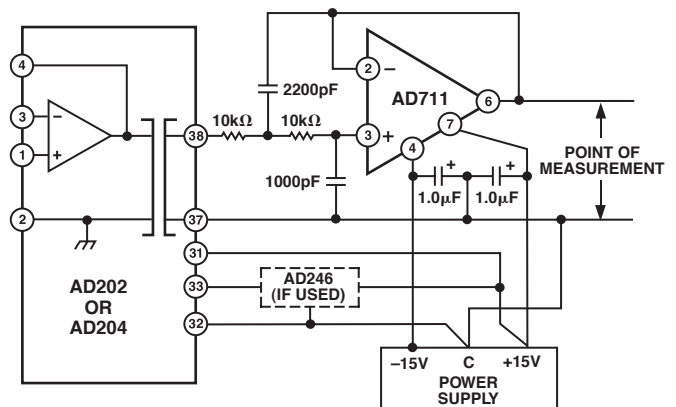 4
3
1
2
38
37
31
33
32
10kΩ
10kΩ
2200pF
1000pF
2 –
3 +
AD711
6
7
4
+
+
1.0μF
1.0μF
POINT OF
MEASUREMENT
–
+
AD202
OR
AD204
AD246
(IF USED)
–15V
C
+15V
POWER
SUPPLY